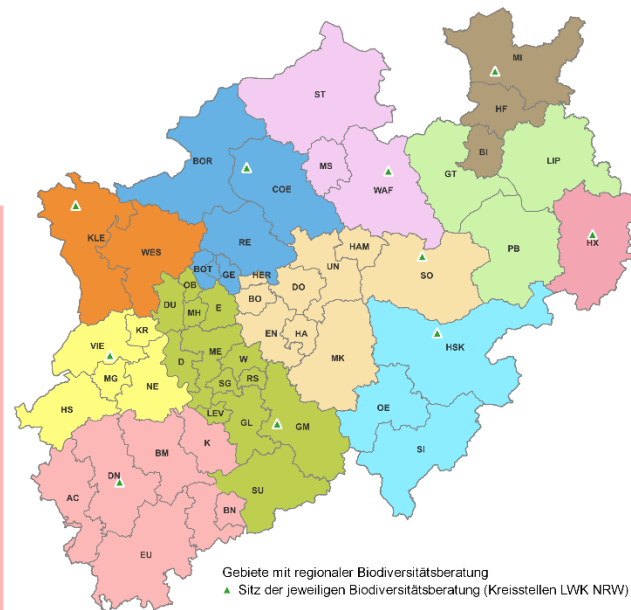 MI
ST
HF
BOR
BI
MS
GT
LIP
COE
WAF
KLE
RE
HX
WES
HAM
PB
UN
SO
BOT
GE
HER
OB
DO
DU
E
BO
MH
KR
EN
HA
HSK
VIE
ME
W
MK
D
MG
SG
RS
NE
OE
HS
LEV
GL
GM
K
SI
BM
DN
SU
AC
BN
EU
Gebiete mit regionaler Biodiversitätsberatung
Sitz der jeweiligen Biodiversitätsberatung (Kreisstellen LWK NRW)